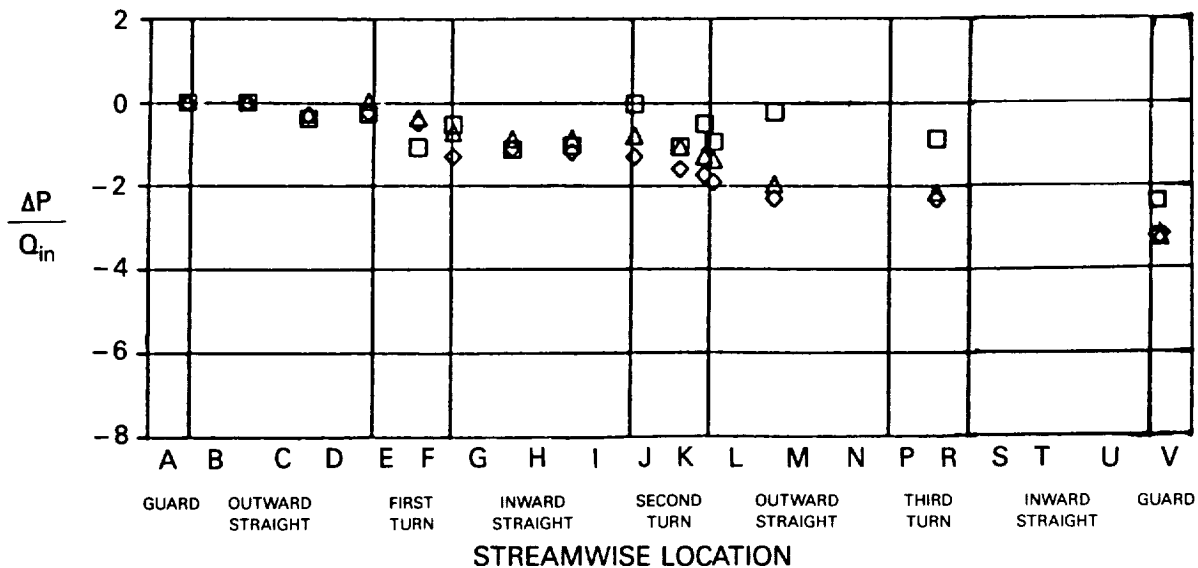 2
0
−2
−4
−6
−8
ΔP
Q_in
A B C D E F G H I J K L M N P R S T U V
GUARD OUTWARD STRAIGHT FIRST TURN INWARD STRAIGHT SECOND TURN OUTWARD STRAIGHT THIRD TURN INWARD STRAIGHT GUARD
STREAMWISE LOCATION